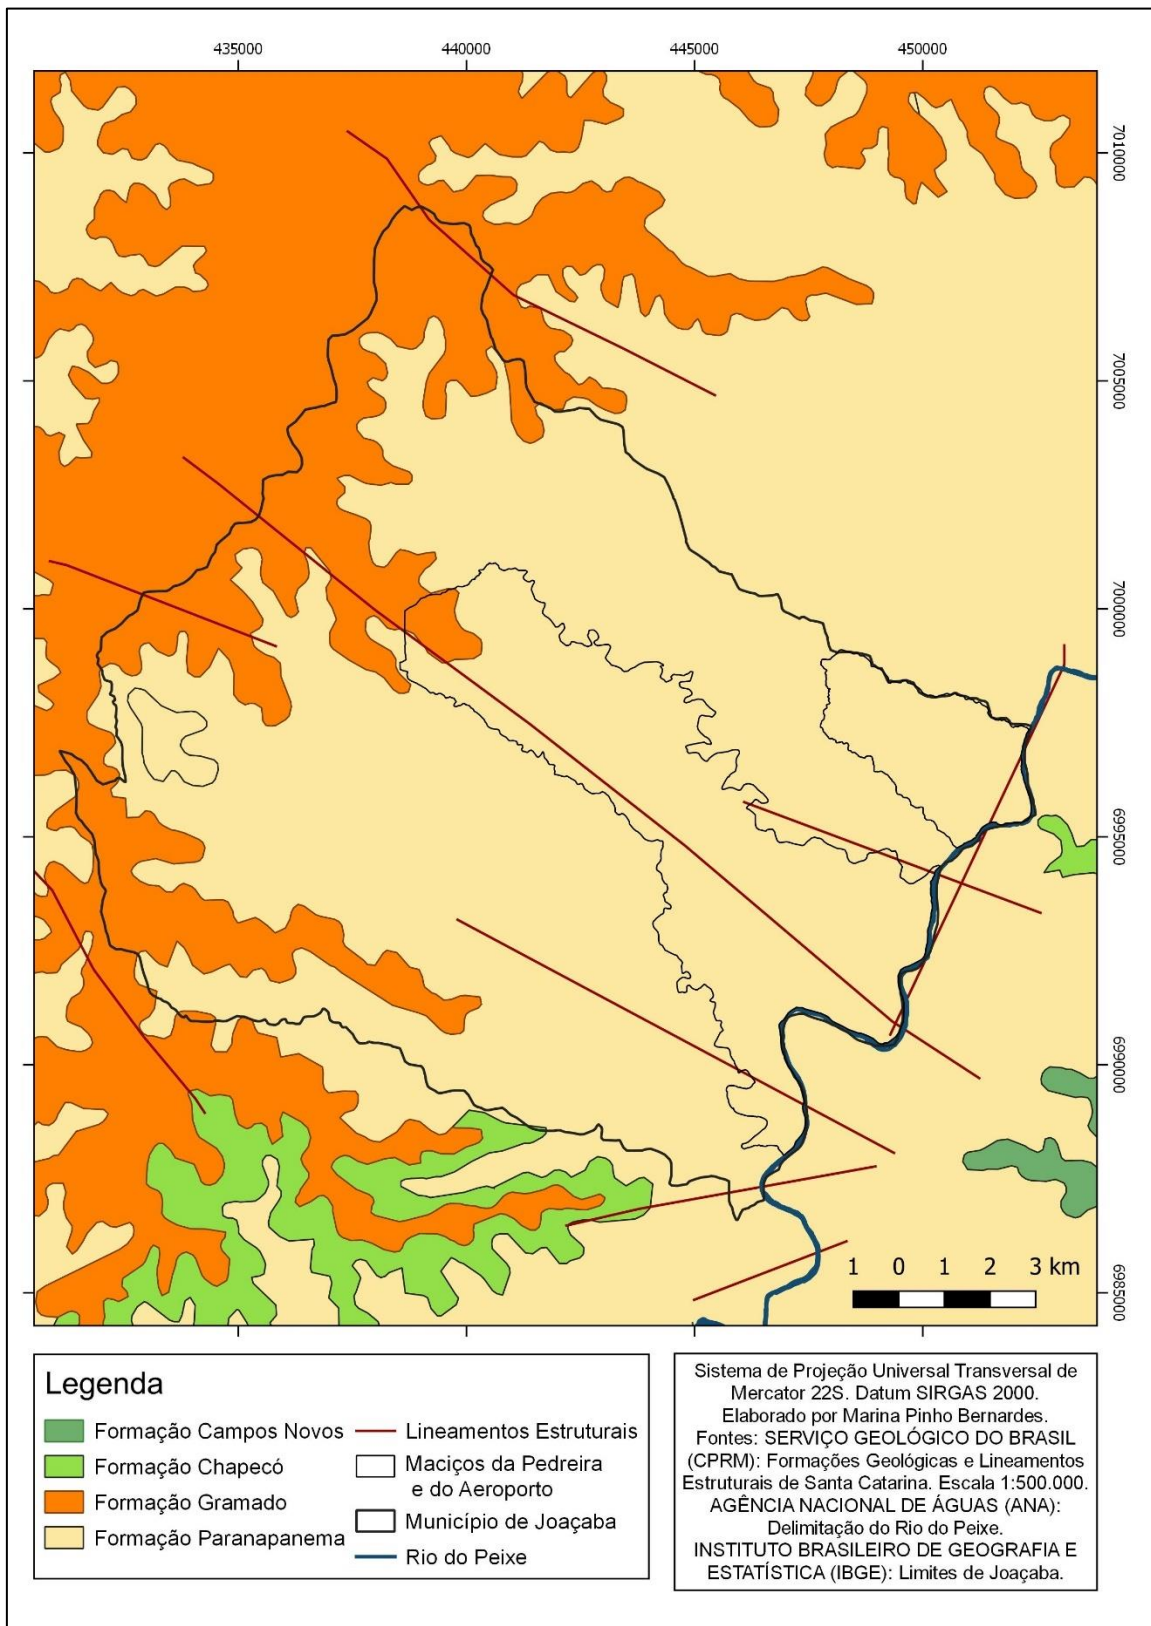 435000 440000 445000 450000
7010000
7005000
7000000
6995000
6990000
6985000
1 0 1 2 3 km
Legenda
Formação Campos Novos
Formação Chapecó
Formação Gramado
Formação Paranapanema
Lineamentos Estruturais
Maciços da Pedreira
e do Aeroporto
Município de Joaçaba
Rio do Peixe
Sistema de Projeção Universal Transversal de
Mercator 22S. Datum SIRGAS 2000.
Elaborado por Marina Pinho Bernardes.
Fontes: SERVIÇO GEOLÓGICO DO BRASIL
(CPRM): Formações Geológicas e Lineamentos
Estruturais de Santa Catarina. Escala 1:500.000.
AGÊNCIA NACIONAL DE ÁGUAS (ANA):
Delimitação do Rio do Peixe.
INSTITUTO BRASILEIRO DE GEOGRAFIA E
ESTATÍSTICA (IBGE): Limites de Joaçaba.